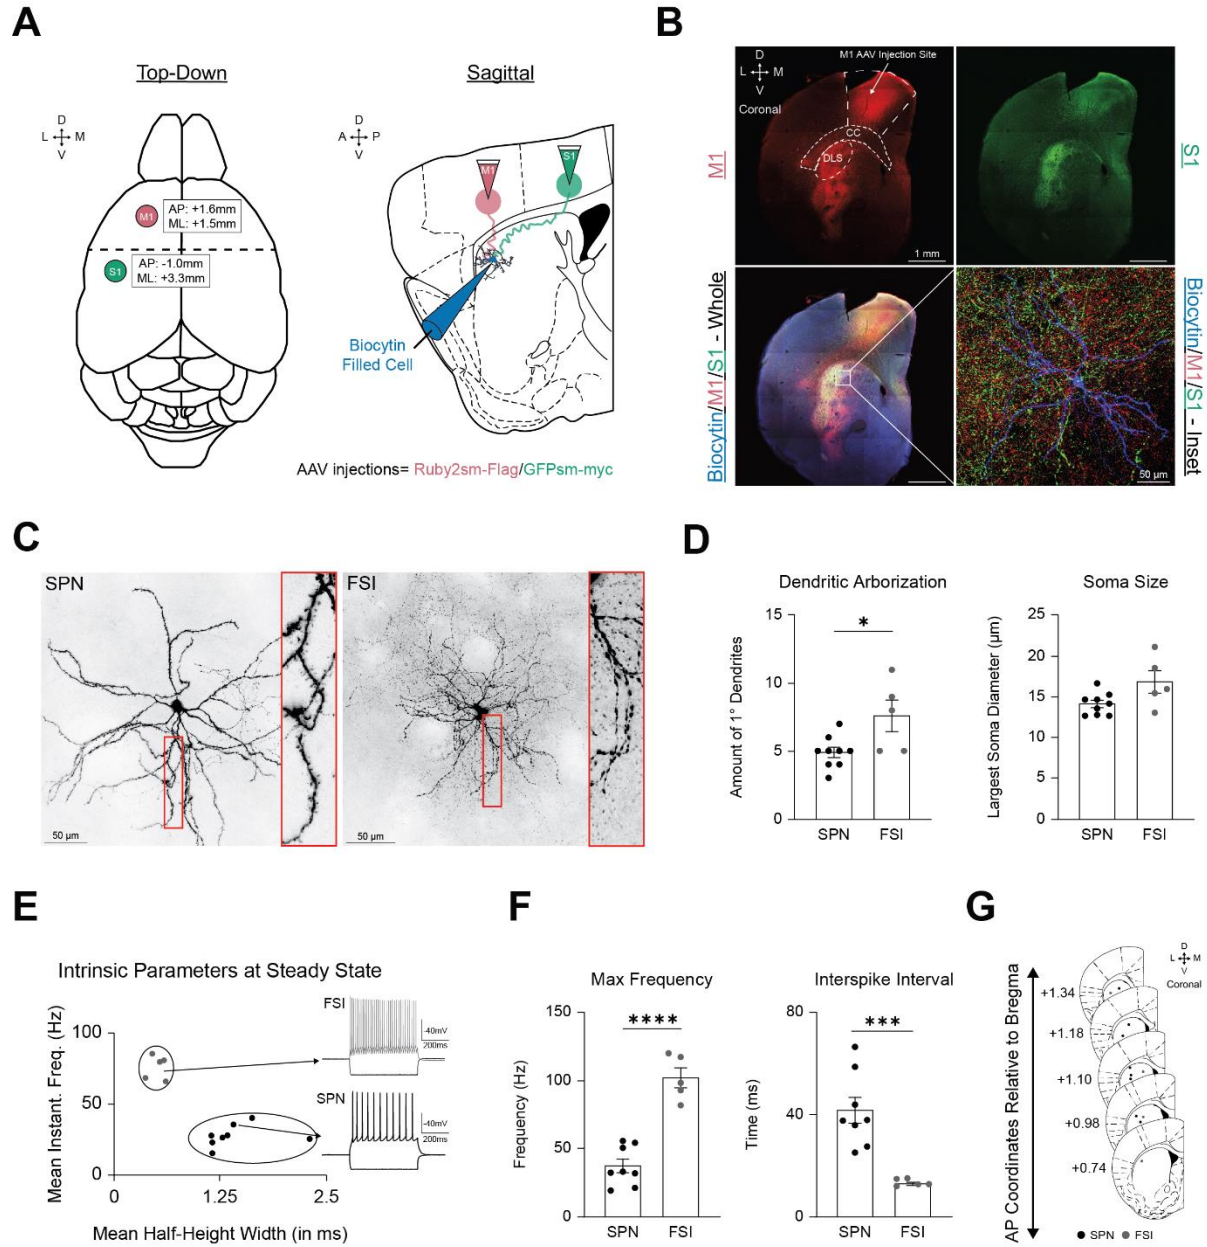 A
Top-Down
D
L M
V
M1
AP: +1.6mm
ML: +1.5mm
S1
AP: -1.0mm
ML: +3.3mm
Sagittal
D
A P
V
M1
S1
Biocytin
Filled Cell
AAV injections= Ruby2sm-Flag/GFPsm-myc
B
M1
D
L M
V
Coronal
M1 AAV Injection Site
CC
DLS
1 mm
S1
Biocytin/M1/S1 - Whole
Biocytin/M1/S1 - Inset
50 µm
C
SPN
50 µm
FSI
50 µm
D
Dendritic Arborization
Amount of 1° Dendrites
15
10
5
0
*
SPN FSI
Soma Size
Largest Soma Diameter (µm)
25
20
15
10
5
0
SPN FSI
E
Intrinsic Parameters at Steady State
Mean Instant. Freq. (Hz)
100
50
0
0 1.25 2.5
Mean Half-Height Width (in ms)
FSI
-40mV
200ms
SPN
-40mV
200ms
F
Max Frequency
Frequency (Hz)
150
100
50
0
****
SPN FSI
Interspike Interval
Time (ms)
80
40
0
***
SPN FSI
G
AP Coordinates Relative to Bregma
D
L M
V
Coronal
+1.34
+1.18
+1.10
+0.98
+0.74
SPN FSI